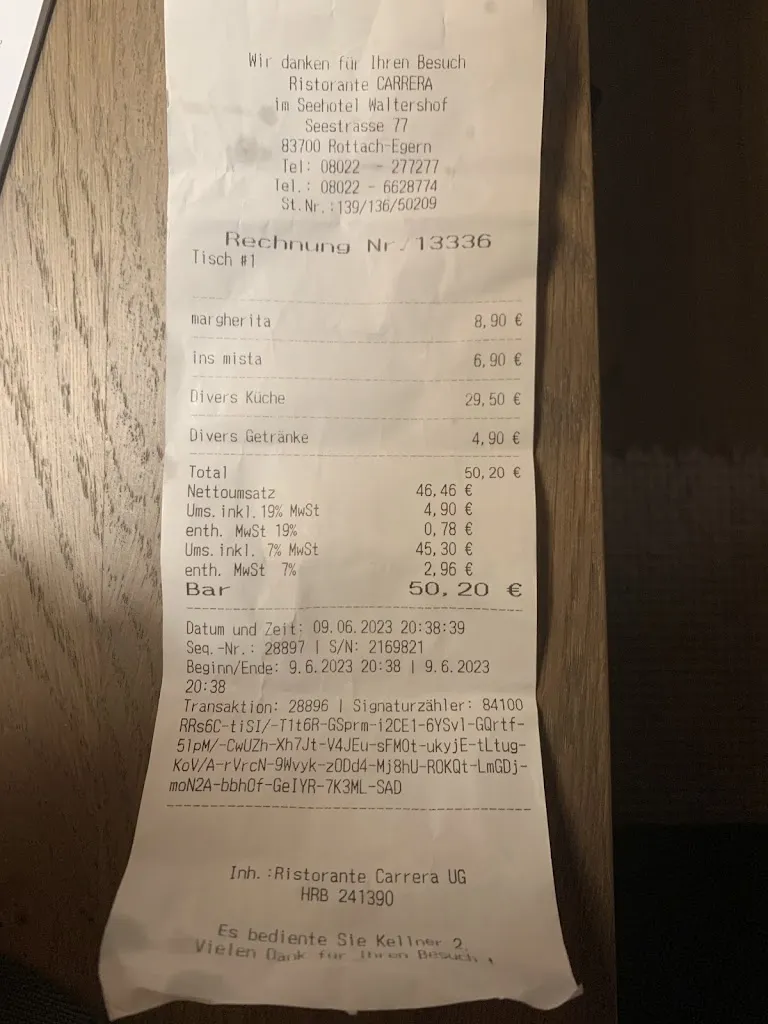 Wir danken für Ihren Besuch
Ristorante CARRERA
im Seehotel Waltershof
Seestrasse 77
83700 Rottach-Egern
Tel: 08022 - 277277
Tel.: 08022 - 6628774
St.Nr.:139/136/50209
Rechnung Nr./13336
Tisch #1
margherita 8,90 €
ins mista 6,90 €
Divers Küche 29,50 €
Divers Getränke 4,90 €
Total 50,20 €
Nettoumsatz 46,46 €
Ums.inkl.19% MwSt 4,90 €
enth. MwSt 19% 0,78 €
Ums.inkl. 7% MwSt 45,30 €
enth. MwSt 7% 2,96 €
Bar 50,20 €
Datum und Zeit: 09.06.2023 20:38:39
Seq.-Nr.: 28897 | S/N: 2169821
Beginn/Ende: 9.6.2023 20:38 | 9.6.2023
20:38
Transaktion: 28896 | Signaturzähler: 84100
RRs6C-tiSI/-T1t6R-GSprm-i2CE1-6YSvl-GQrtf-
5lpM/-CwUZh-Xh7Jt-V4JEu-sFM0t-ukyjE-tLtug-
KoV/A-rVrcN-9Wvyk-z0Dd4-Mj8hU-R0KQt-LmGDj-
moN2A-bbhOf-GeIYR-7K3ML-SAD
Inh.:Ristorante Carrera UG
HRB 241390
Es bediente Sie Kellner 2.
Vielen Dank für Ihren Besuch !